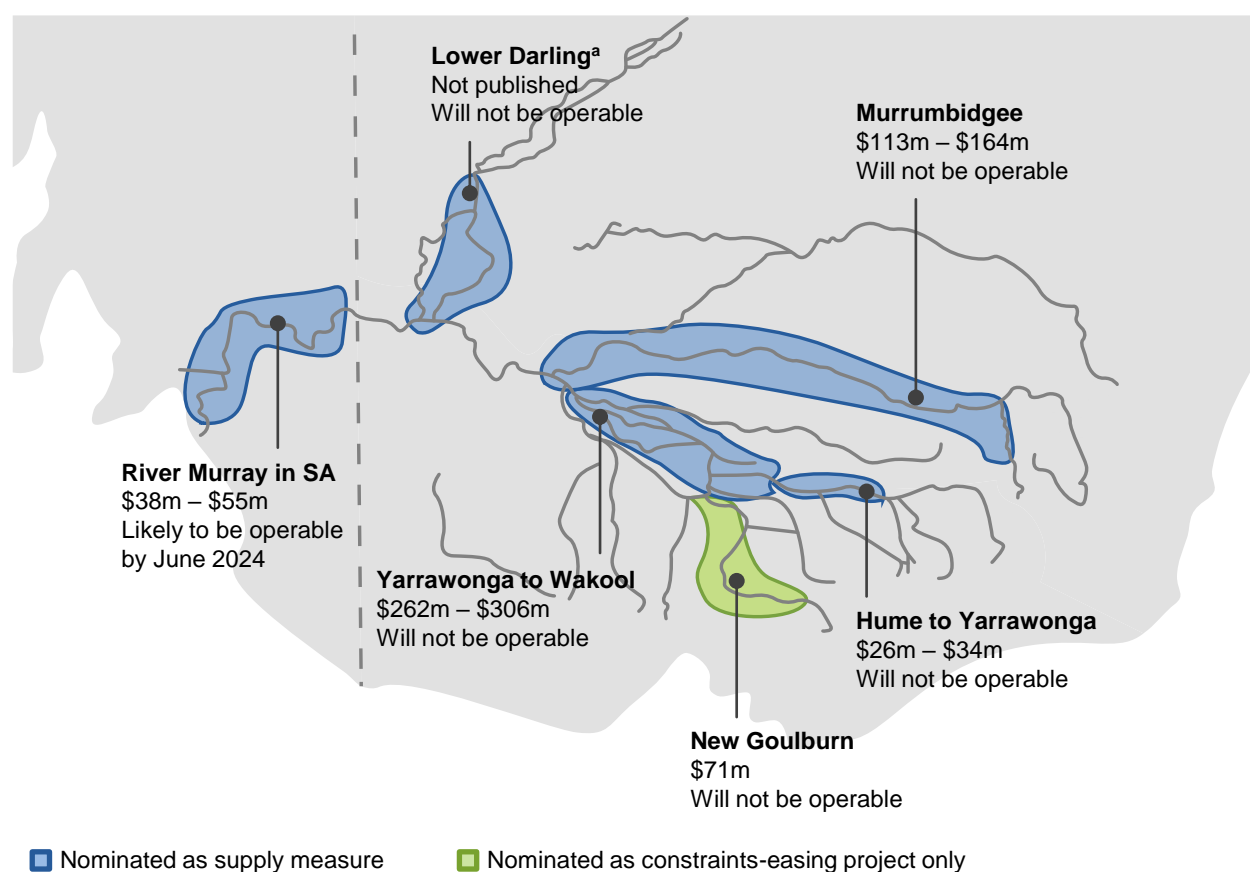 Lower Darlingᵃ
Not published
Will not be operable
Murrumbidgee
$113m – $164m
Will not be operable
River Murray in SA
$38m – $55m
Likely to be operable
by June 2024
Yarrawonga to Wakool
$262m – $306m
Will not be operable
Hume to Yarrawonga
$26m – $34m
Will not be operable
New Goulburn
$71m
Will not be operable
Nominated as supply measure
Nominated as constraints-easing project only